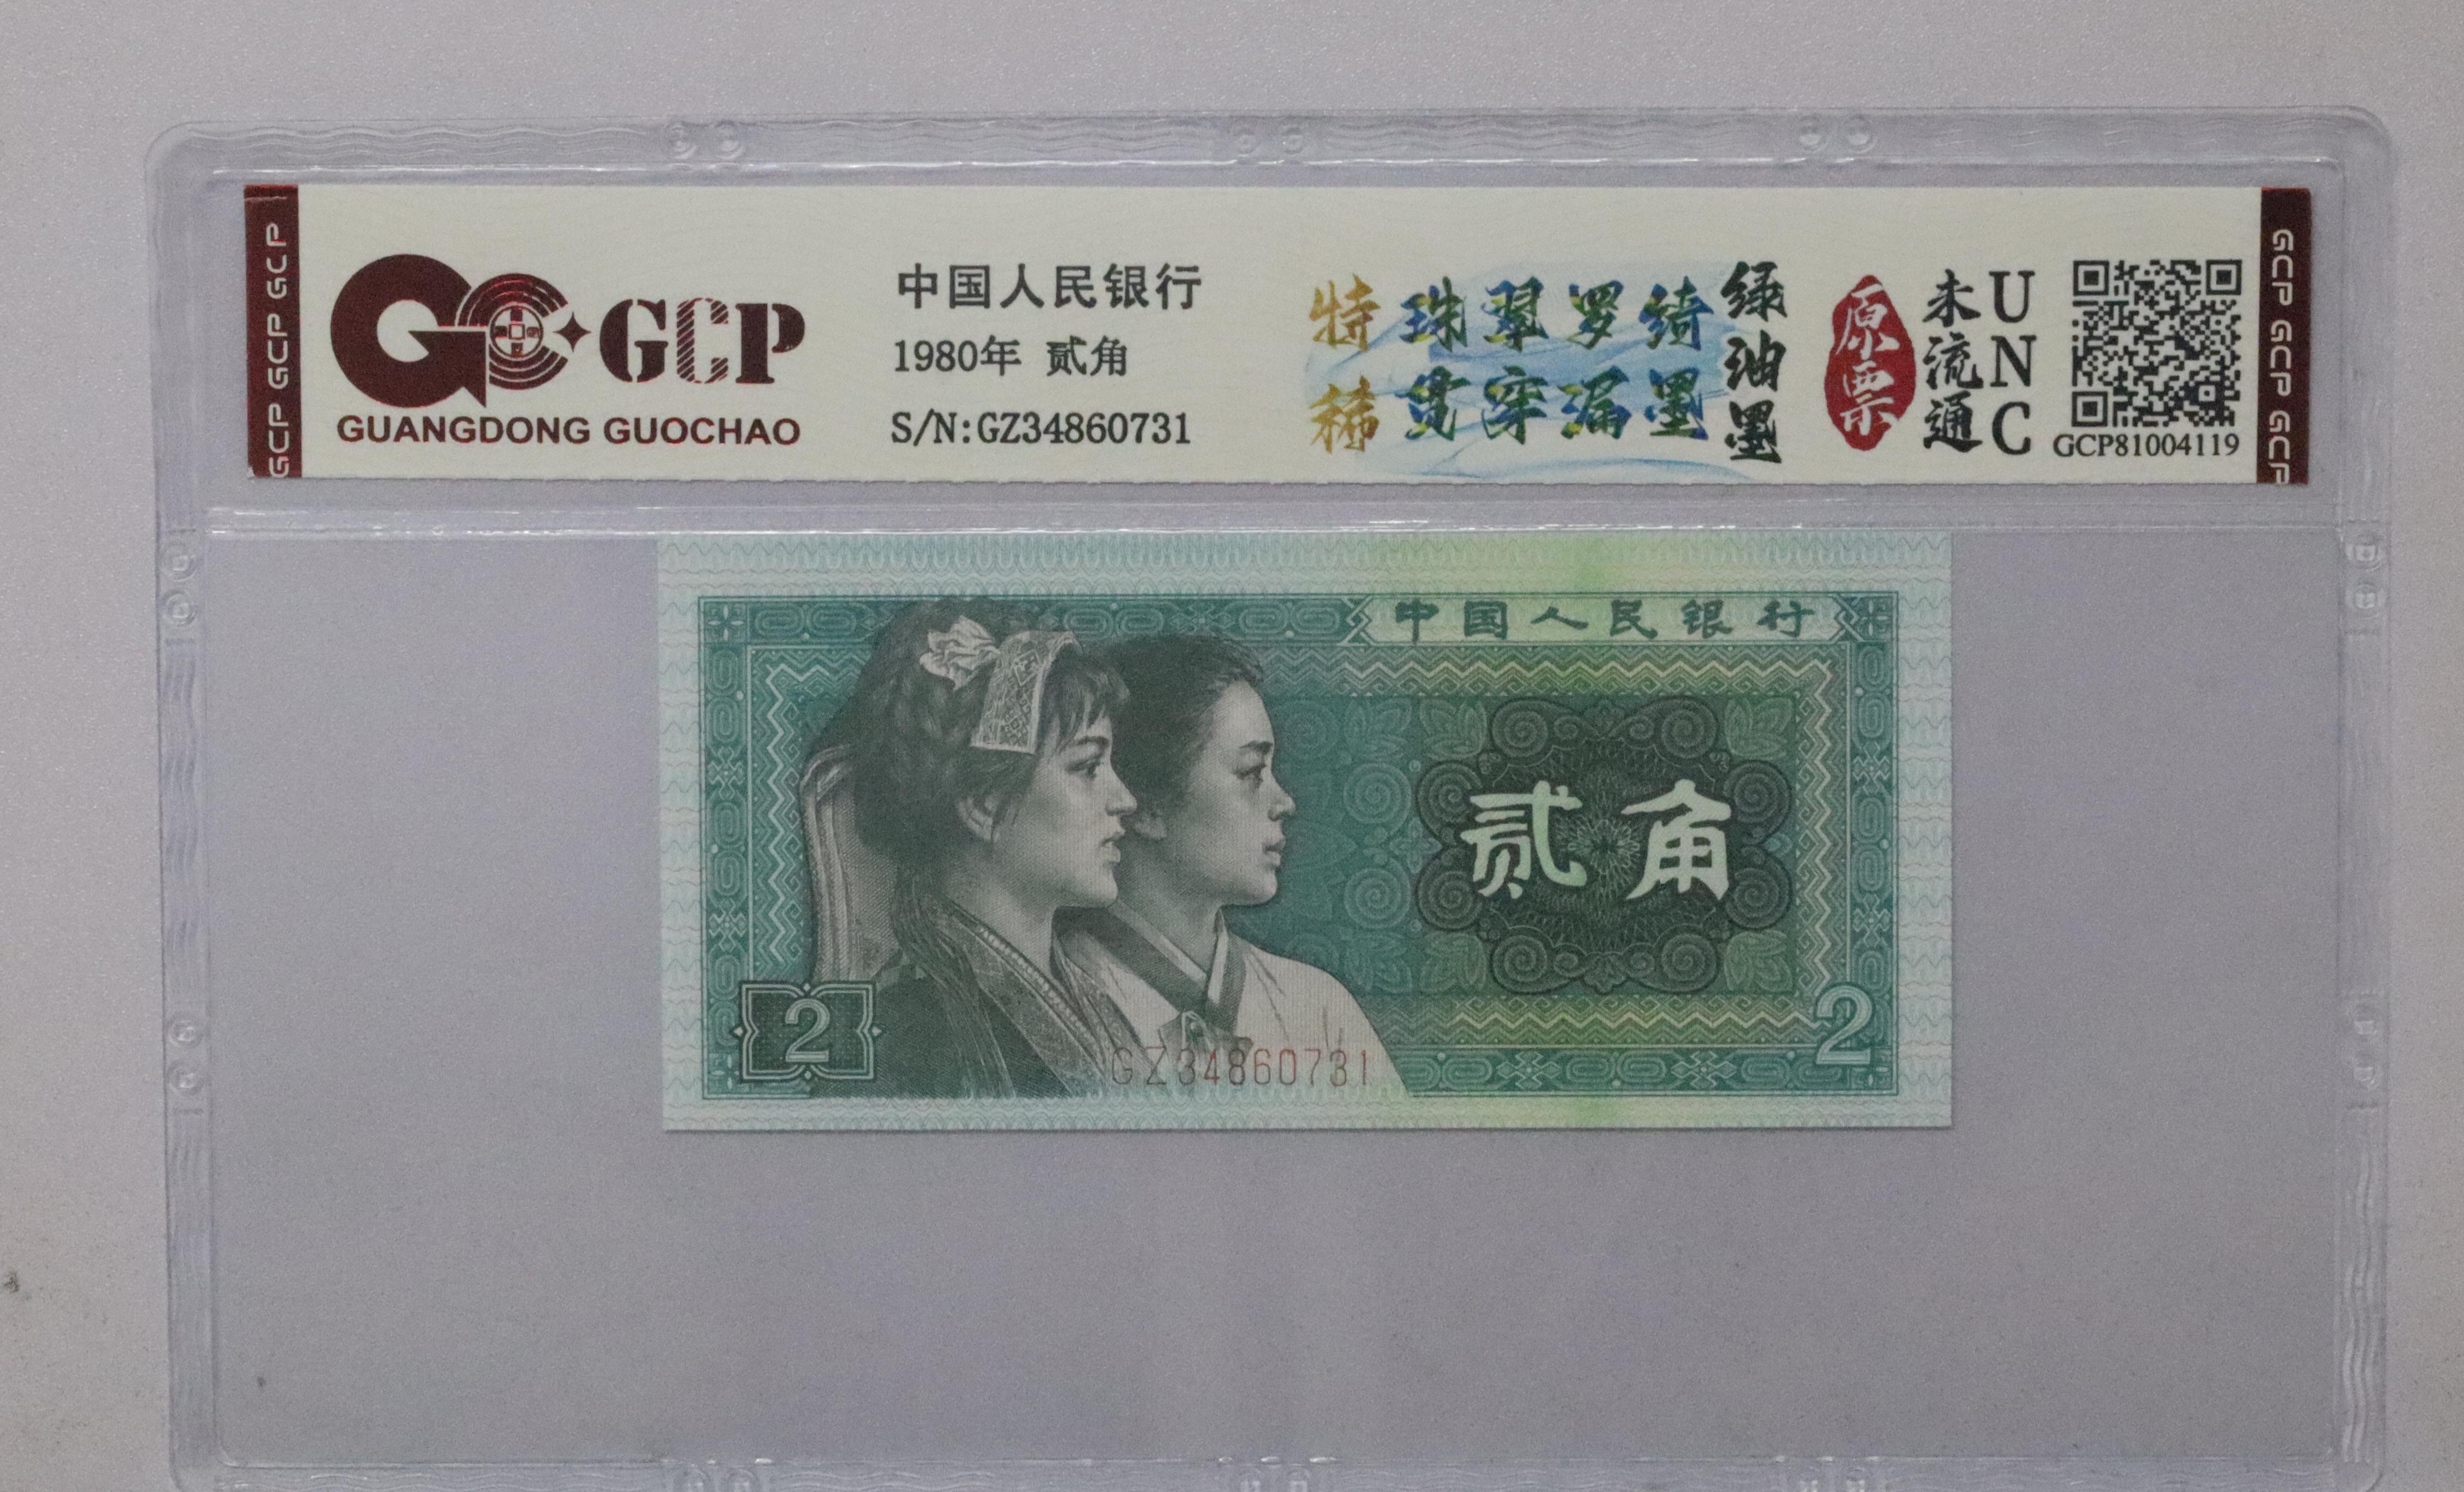 GCP GCP GCP
GCP
GUANGDONG GUOCHAO
中国人民银行
1980年 贰角
S/N:GZ34860731
特稀
珠翠罗绮
贯穿漏墨
绿油墨
原票
未流通
UNC
GCP81004119
GCP GCP GCP
中国人民银行
贰角
2
2
GZ34860731